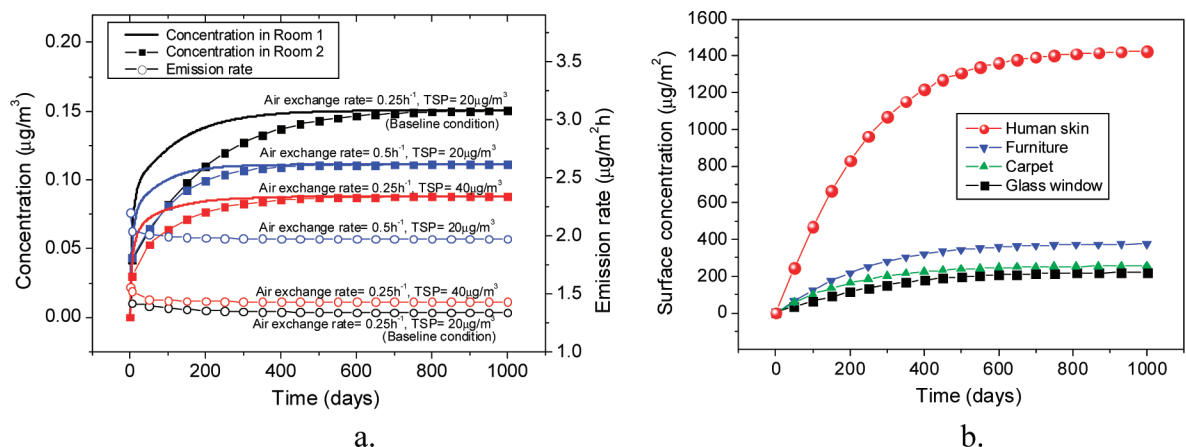 Concentration in Room 1
Concentration in Room 2
Emission rate
Air exchange rate= 0.25h⁻¹, TSP= 20μg/m³
(Baseline condition)
Air exchange rate= 0.5h⁻¹, TSP= 20μg/m³
Air exchange rate= 0.25h⁻¹, TSP= 40μg/m³
Air exchange rate= 0.5h⁻¹, TSP= 20μg/m³
Air exchange rate= 0.25h⁻¹, TSP= 40μg/m³
Air exchange rate= 0.25h⁻¹, TSP= 20μg/m³
(Baseline condition)
Concentration (μg/m³)
0.20
0.15
0.10
0.05
0.00
Emission rate (μg/m²h)
3.5
3.0
2.5
2.0
1.5
1.0
0 200 400 600 800 1000
Time (days)
a.
Surface concentration (μg/m²)
1600
1400
1200
1000
800
600
400
200
0
Human skin
Furniture
Carpet
Glass window
0 200 400 600 800 1000
Time (days)
b.